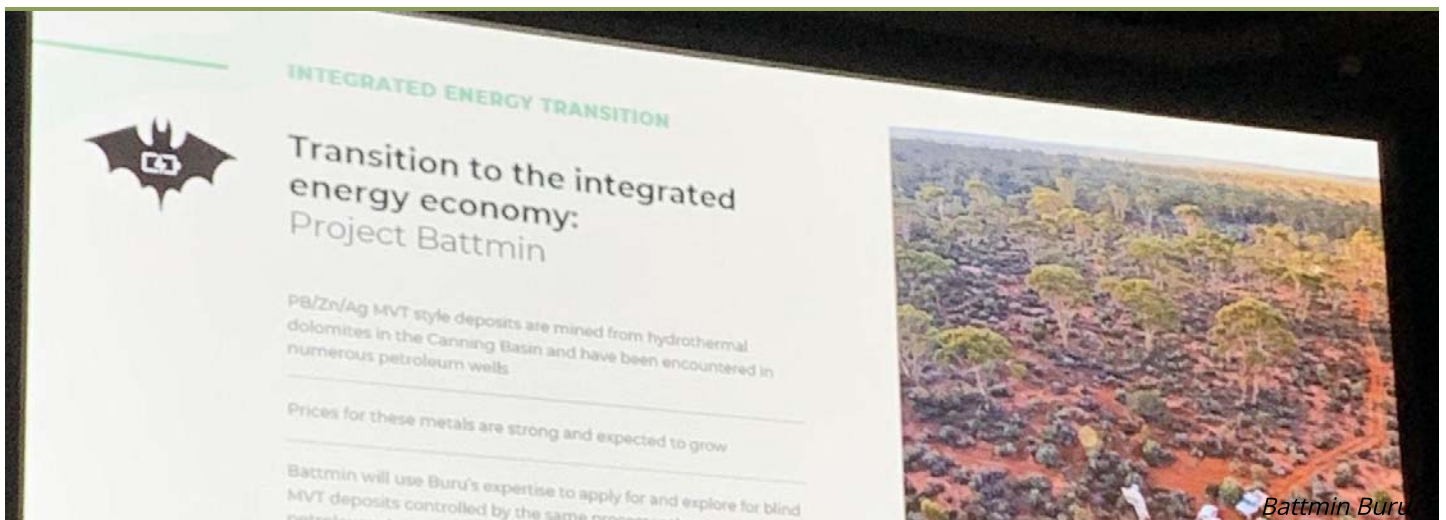 INTEGRATED ENERGY TRANSITION
Transition to the integrated
energy economy:
Project Battmin
PB/Zn/Ag MVT style deposits are mined from hydrothermal
dolomites in the Canning Basin and have been encountered in
numerous petroleum wells
Prices for these metals are strong and expected to grow
Battmin will use Buru's expertise to apply for and explore for blind
MVT deposits controlled by the same
Battmin Buru